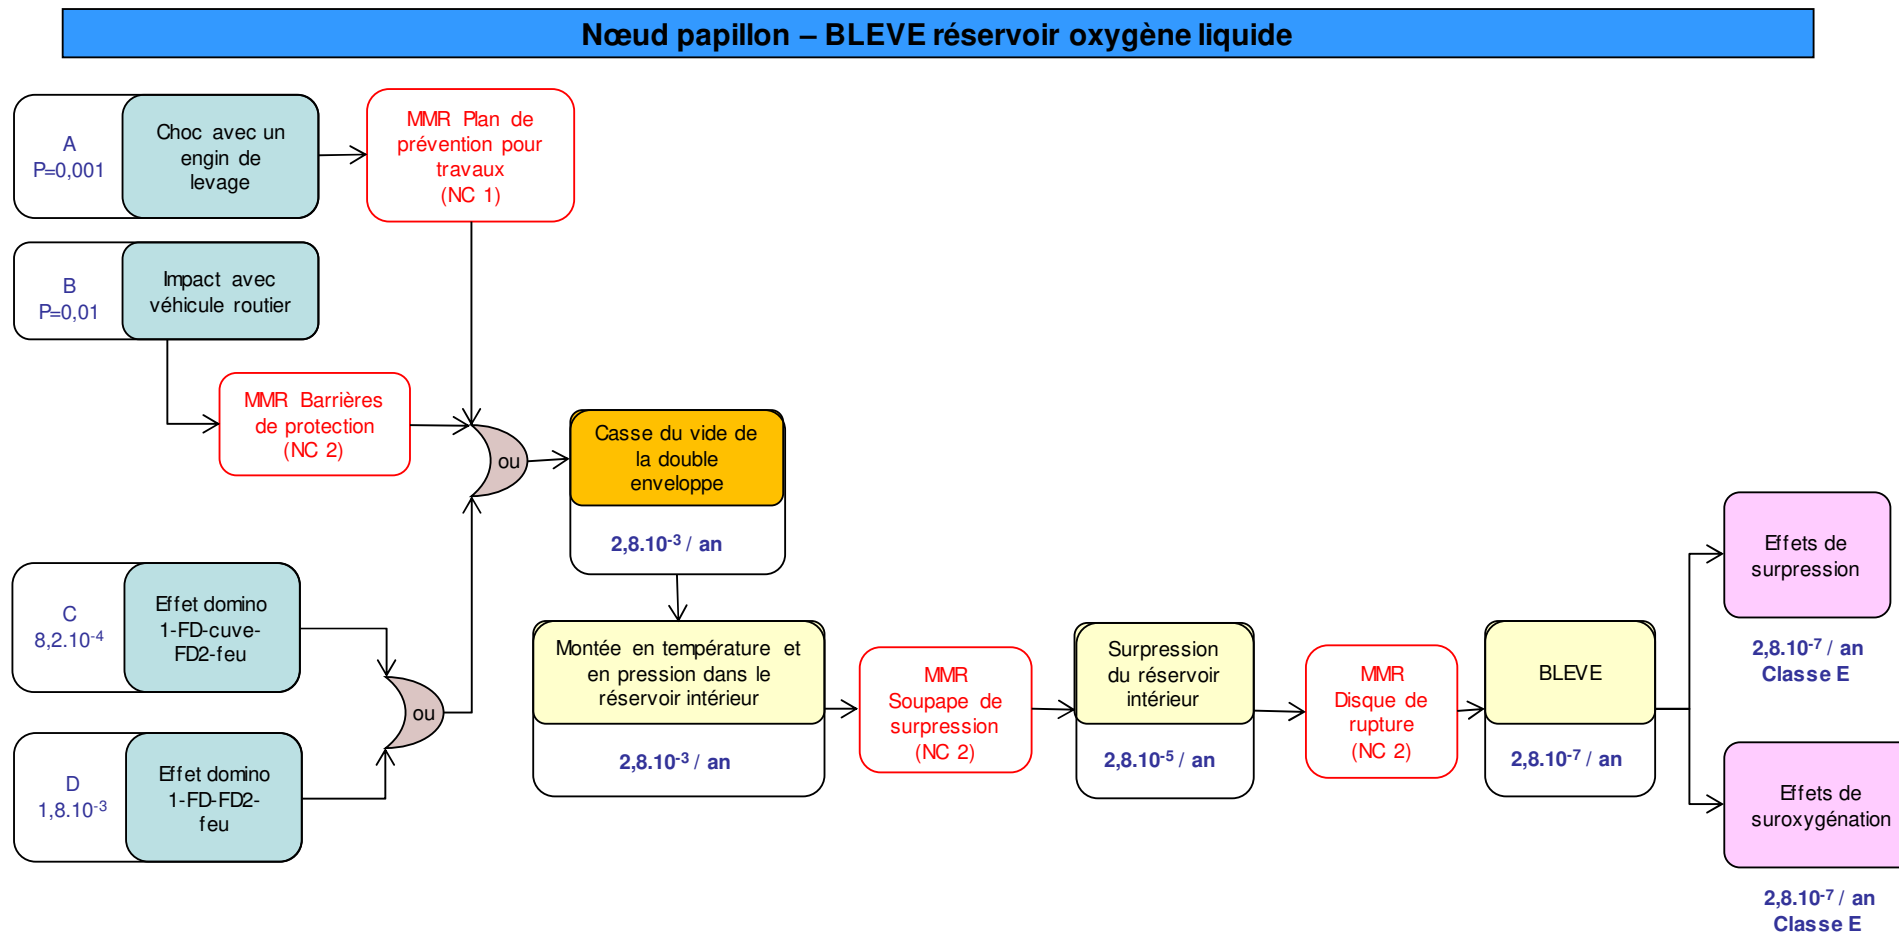 Nœud papillon – BLEVE réservoir oxygène liquide
A
P=0,001
Choc avec un
engin de
levage
MMR Plan de
prévention pour
travaux
(NC 1)
B
P=0,01
Impact avec
véhicule routier
MMR Barrières
de protection
(NC 2)
ou
Casse du vide de
la double
enveloppe
2,8.10⁻³ / an
C
8,2.10⁻⁴
Effet domino
1-FD-cuve-
FD2-feu
D
1,8.10⁻³
Effet domino
1-FD-FD2-
feu
ou
Montée en température et
en pression dans le
réservoir intérieur
2,8.10⁻³ / an
MMR
Soupape de
surpression
(NC 2)
Surpression
du réservoir
intérieur
2,8.10⁻⁵ / an
MMR
Disque de
rupture
(NC 2)
BLEVE
2,8.10⁻⁷ / an
Effets de
surpression
2,8.10⁻⁷ / an
Classe E
Effets de
suroxygénation
2,8.10⁻⁷ / an
Classe E